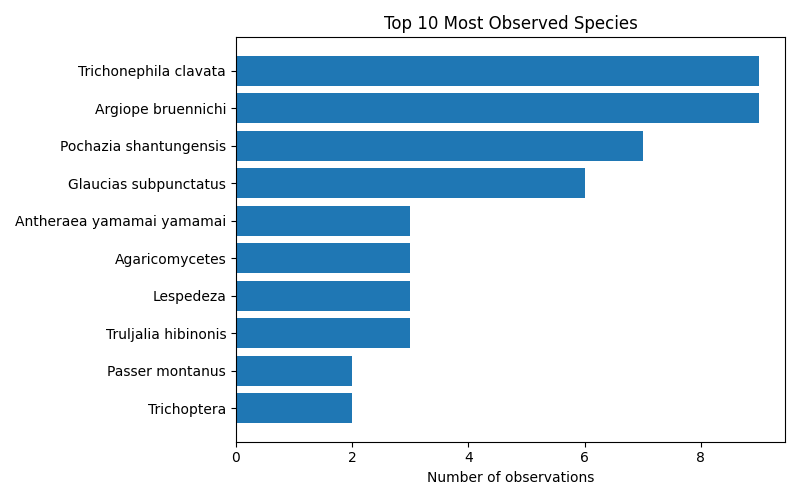 Top 10 Most Observed Species
Trichonephila clavata
Argiope bruennichi
Pochazia shantungensis
Glaucias subpunctatus
Antheraea yamamai yamamai
Agaricomycetes
Lespedeza
Truljalia hibinonis
Passer montanus
Trichoptera
0 2 4 6 8
Number of observations